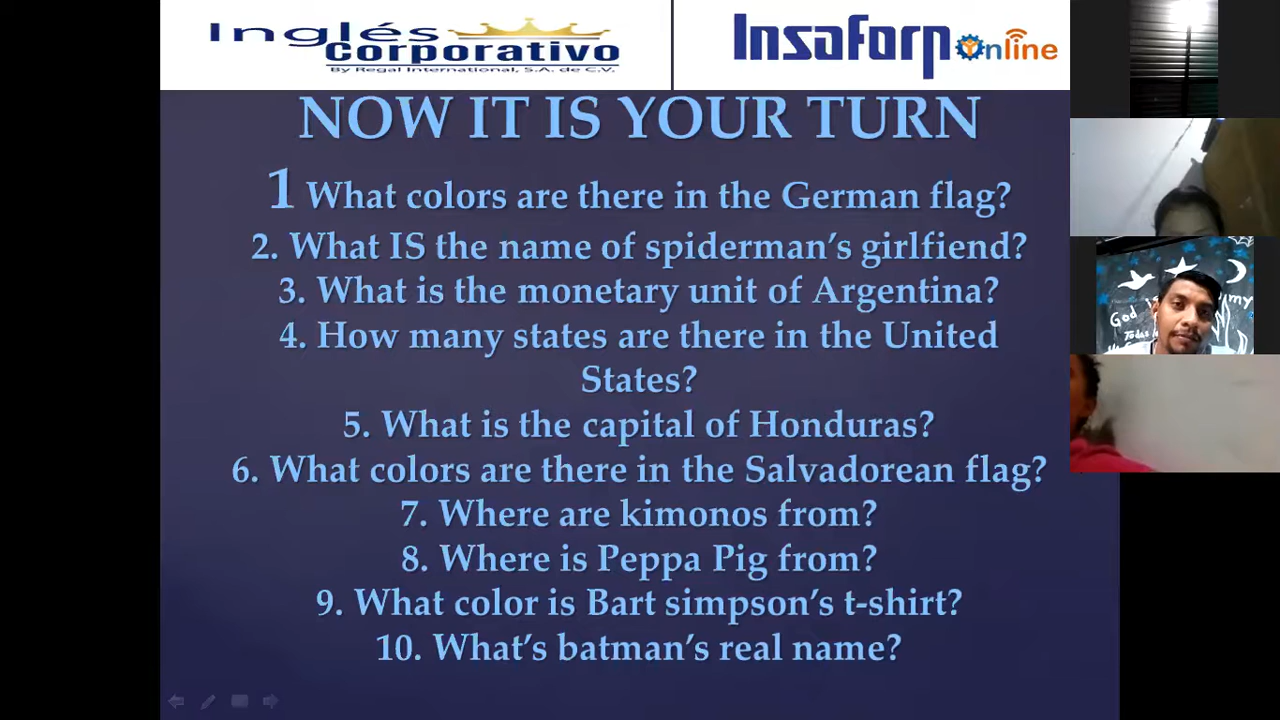 Inglés
Corporativo
By Regal International, S.A. de C.V.
Insaforp Online
NOW IT IS YOUR TURN
1 What colors are there in the German flag?
2. What IS the name of spiderman's girlfiend?
3. What is the monetary unit of Argentina?
4. How many states are there in the United
States?
5. What is the capital of Honduras?
6. What colors are there in the Salvadorean flag?
7. Where are kimonos from?
8. Where is Peppa Pig from?
9. What color is Bart simpson's t-shirt?
10. What's batman's real name?
God
my